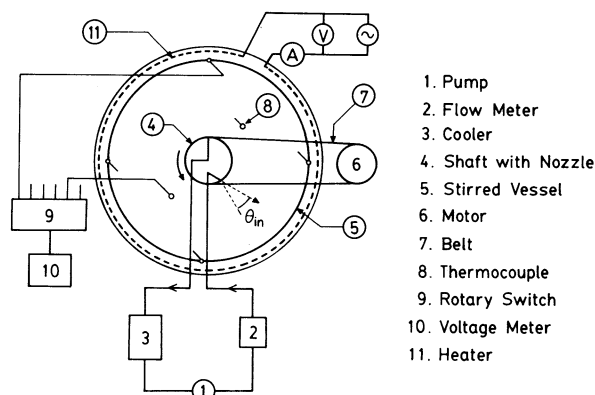 11
V
A
8
7
4
6
5
θin
9
10
3
2
1
1. Pump
2. Flow Meter
3. Cooler
4. Shaft with Nozzle
5. Stirred Vessel
6. Motor
7. Belt
8. Thermocouple
9. Rotary Switch
10. Voltage Meter
11. Heater